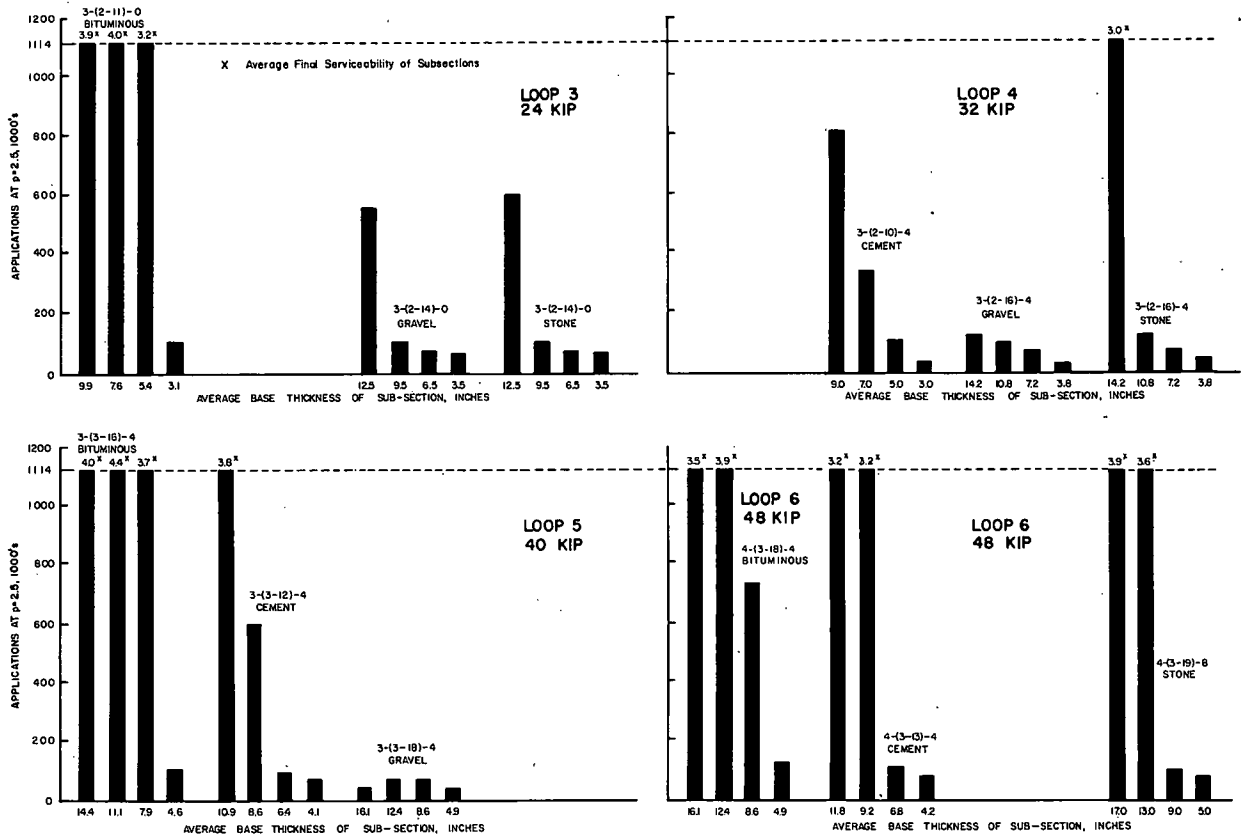 3-(2-11)-0
BITUMINOUS
3.9x 4.0x 3.2x
X Average Final Serviceability of Subsections
LOOP 3
24 KIP
APPLICATIONS AT p=2.5, 1000's
1200
1114
1000
800
600
400
200
0
3-(2-14)-0
GRAVEL
3-(2-14)-0
STONE
9.9 7.6 5.4 3.1 12.5 9.5 6.5 3.5 12.5 9.5 6.5 3.5
AVERAGE BASE THICKNESS OF SUB-SECTION, INCHES
3.0x
LOOP 4
32 KIP
3-(2-10)-4
CEMENT
3-(2-16)-4
GRAVEL
3-(2-16)-4
STONE
9.0 7.0 5.0 3.0 14.2 10.8 7.2 3.8 14.2 10.8 7.2 3.8
AVERAGE BASE THICKNESS OF SUB-SECTION, INCHES
3-(3-16)-4
BITUMINOUS
4.0x 4.4x 3.7x 3.8x
LOOP 5
40 KIP
APPLICATIONS AT p=2.5, 1000's
1200
1114
1000
800
600
400
200
0
3-(3-12)-4
CEMENT
3-(3-18)-4
GRAVEL
14.4 11.1 7.9 4.6 10.9 8.6 6.4 4.1 16.1 12.4 8.6 4.9
AVERAGE BASE THICKNESS OF SUB-SECTION, INCHES
3.5x 3.9x 3.2x 3.2x 3.9x 3.6x
LOOP 6
48 KIP
4-(3-18)-4
BITUMINOUS
LOOP 6
48 KIP
4-(3-13)-4
CEMENT
4-(3-19)-8
STONE
16.1 12.4 8.6 4.9 11.8 9.2 6.8 4.2 17.0 13.0 9.0 5.0
AVERAGE BASE THICKNESS OF SUB-SECTION, INCHES